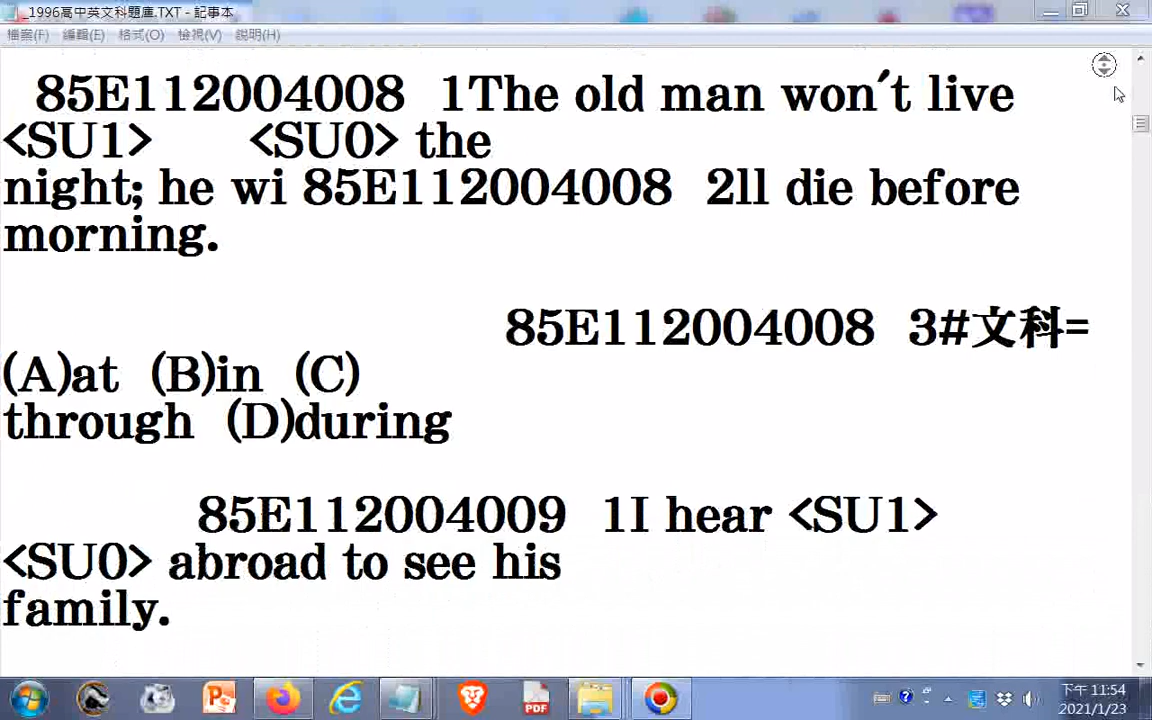 _1996高中英文科題庫.TXT - 記事本
檔案(F) 編輯(E) 格式(O) 檢視(V) 說明(H)
85E112004008 1The old man won't live
<SU1> <SU0> the
night; he wi 85E112004008 2ll die before
morning.
85E112004008 3#文科=
(A)at (B)in (C)
through (D)during
85E112004009 1I hear <SU1>
<SU0> abroad to see his
family.
PDF
下午 11:54
2021/1/23